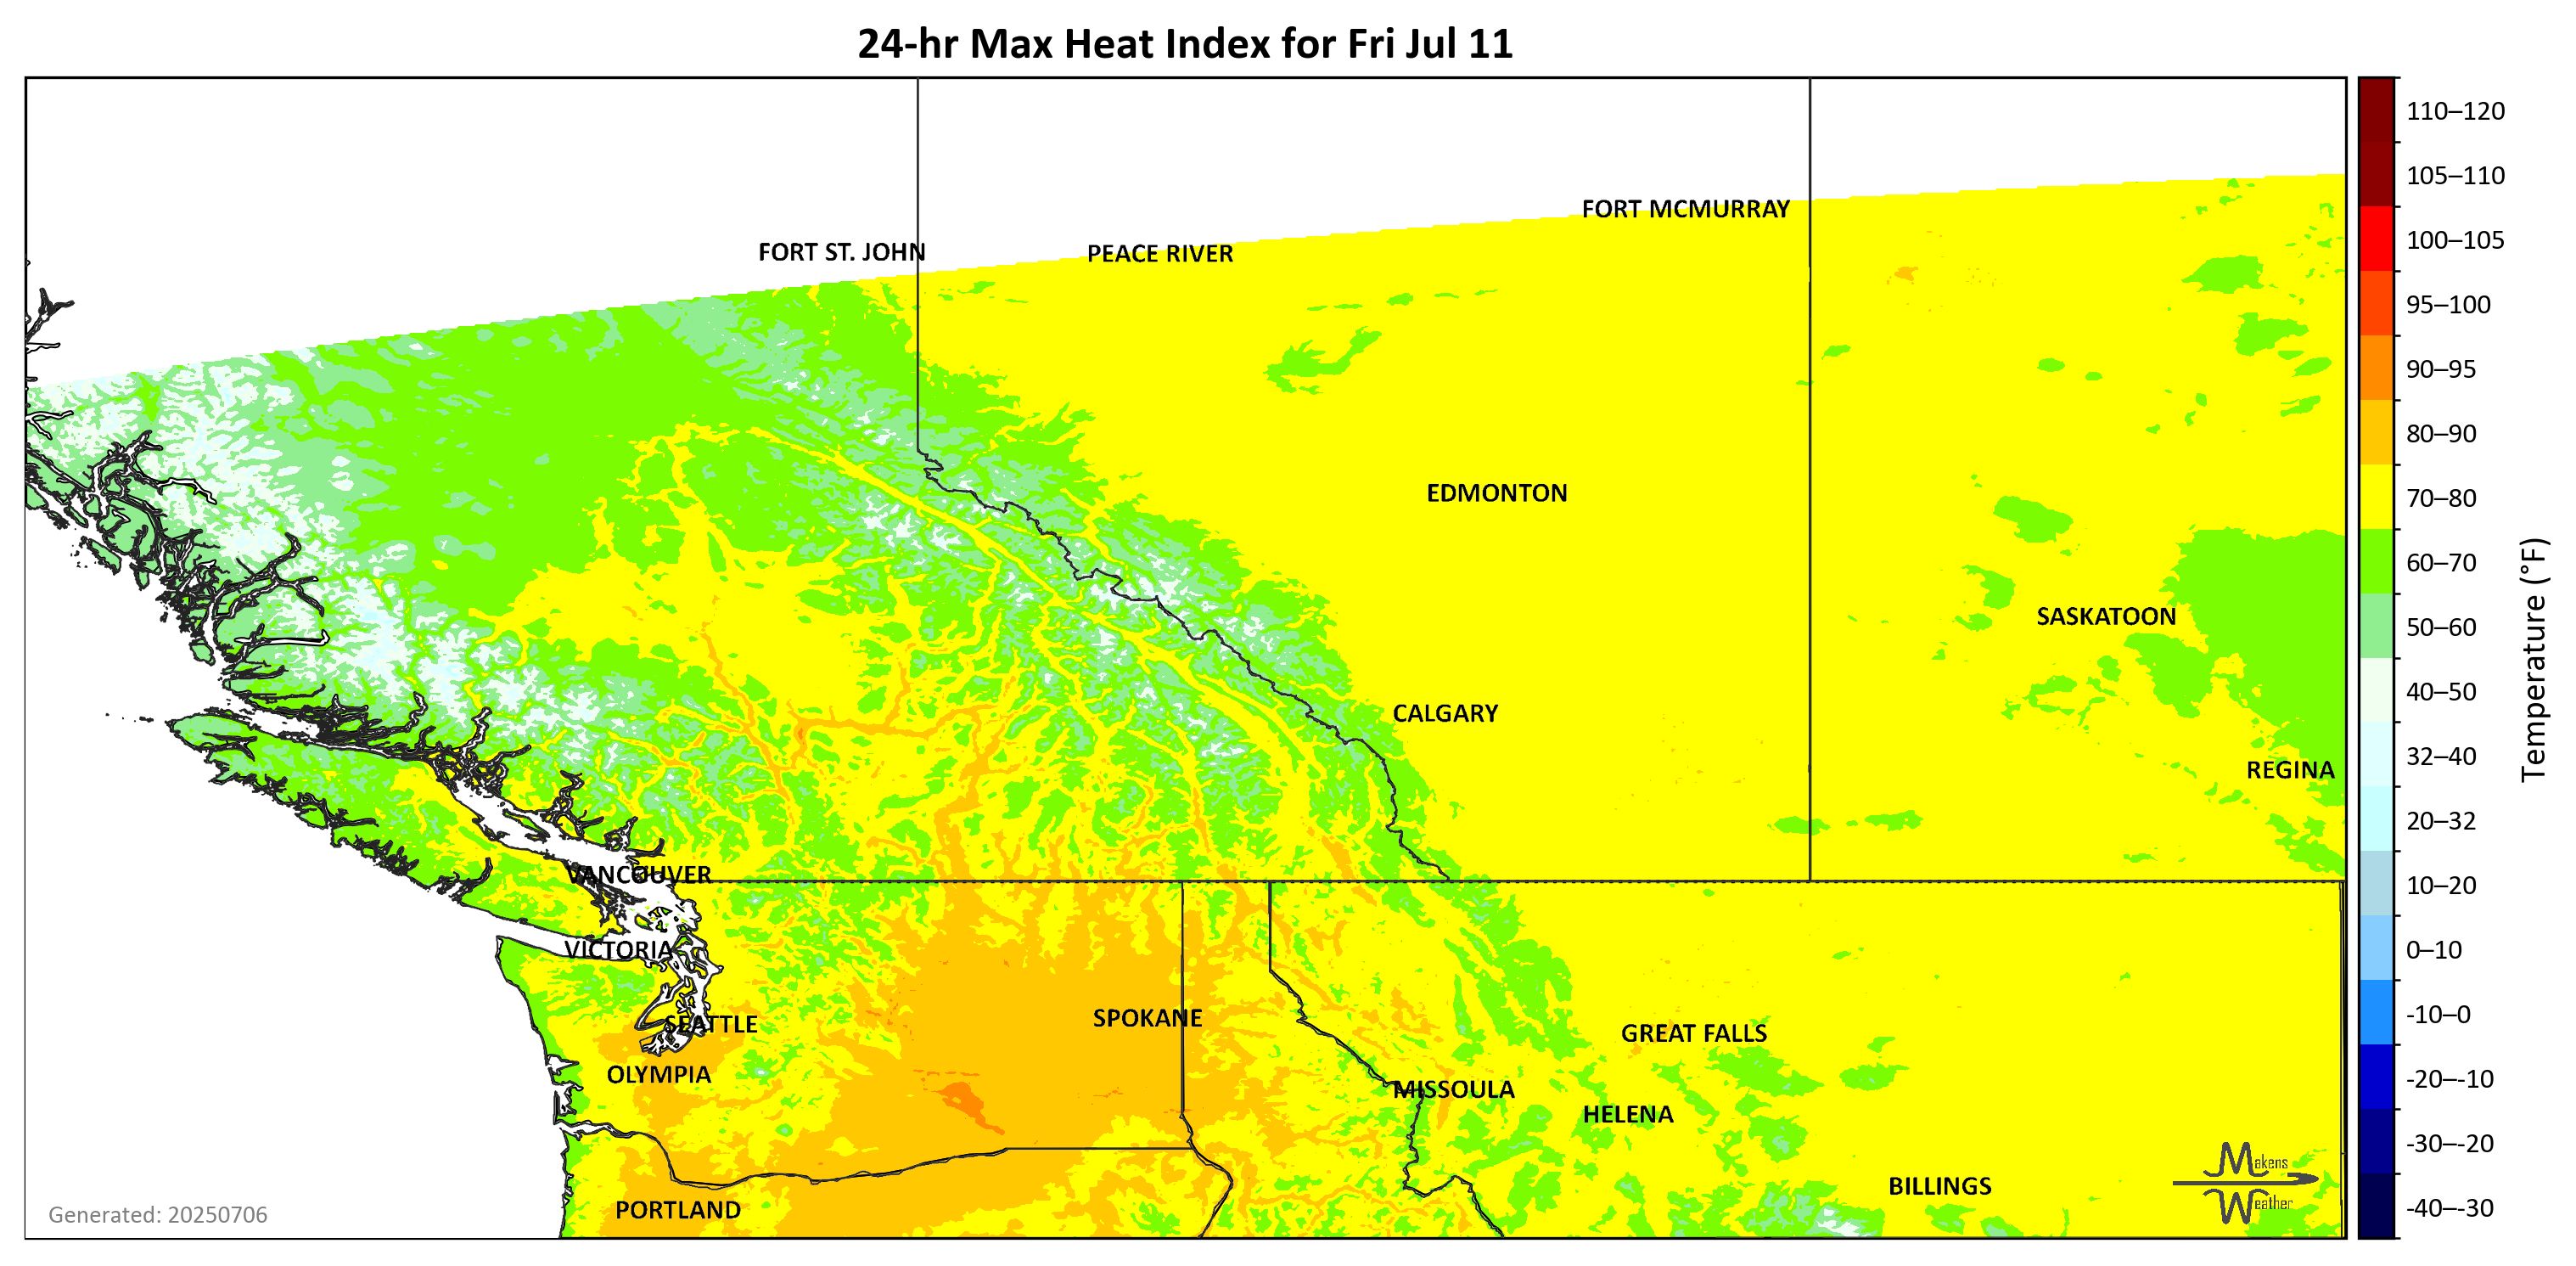 24-hr Max Heat Index for Fri Jul 11
FORT MCMURRAY
FORT ST. JOHN
PEACE RIVER
EDMONTON
SASKATOON
CALGARY
REGINA
VANCOUVER
VICTORIA
SPOKANE
SEATTLE
GREAT FALLS
OLYMPIA
MISSOULA
HELENA
BILLINGS
PORTLAND
Makens
Weather
Generated: 20250706
110–120
105–110
100–105
95–100
90–95
80–90
70–80
60–70
50–60
40–50
32–40
20–32
10–20
0–10
-10–0
-20–-10
-30–-20
-40–-30
Temperature (°F)